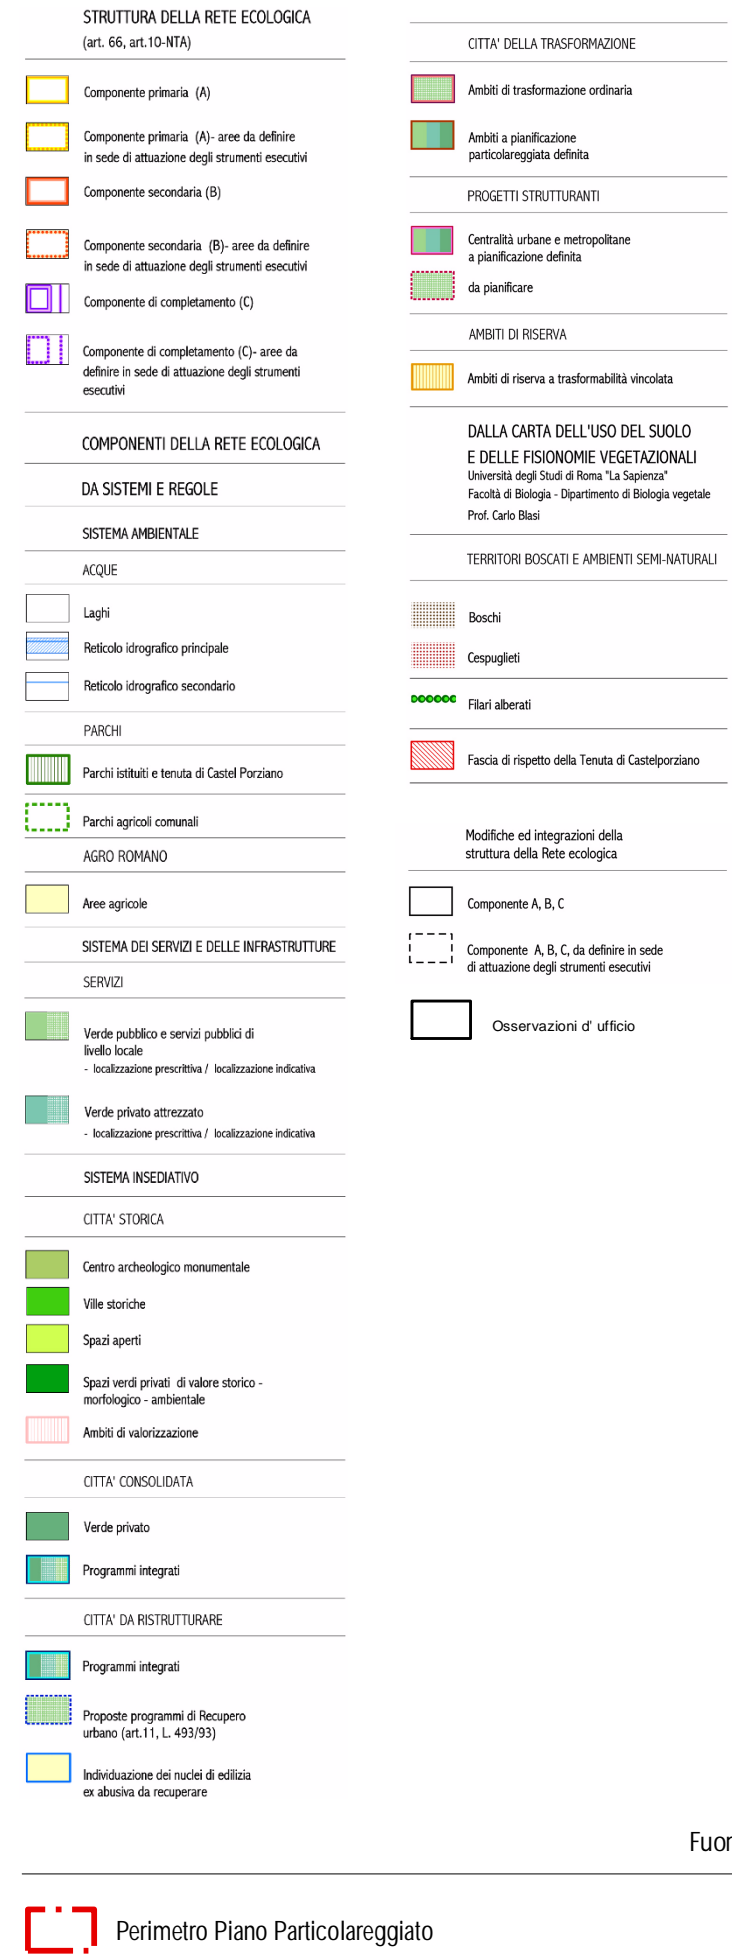 STRUTTURA DELLA RETE ECOLOGICA
(art. 66, art.10-NTA)
Componente primaria (A)
Componente primaria (A)- aree da definire
in sede di attuazione degli strumenti esecutivi
Componente secondaria (B)
Componente secondaria (B)- aree da definire
in sede di attuazione degli strumenti esecutivi
Componente di completamento (C)
Componente di completamento (C)- aree da
definire in sede di attuazione degli strumenti
esecutivi
COMPONENTI DELLA RETE ECOLOGICA
DA SISTEMI E REGOLE
SISTEMA AMBIENTALE
ACQUE
Laghi
Reticolo idrografico principale
Reticolo idrografico secondario
PARCHI
Parchi istituiti e tenuta di Castel Porziano
Parchi agricoli comunali
AGRO ROMANO
Aree agricole
SISTEMA DEI SERVIZI E DELLE INFRASTRUTTURE
SERVIZI
Verde pubblico e servizi pubblici di
livello locale
- localizzazione prescrittiva / localizzazione indicativa
Verde privato attrezzato
- localizzazione prescrittiva / localizzazione indicativa
SISTEMA INSEDIATIVO
CITTA' STORICA
Centro archeologico monumentale
Ville storiche
Spazi aperti
Spazi verdi privati di valore storico -
morfologico - ambientale
Ambiti di valorizzazione
CITTA' CONSOLIDATA
Verde privato
Programmi integrati
CITTA' DA RISTRUTTURARE
Programmi integrati
Proposte programmi di Recupero
urbano (art.11, L. 493/93)
Individuazione dei nuclei di edilizia
ex abusiva da recuperare
CITTA' DELLA TRASFORMAZIONE
Ambiti di trasformazione ordinaria
Ambiti a pianificazione
particolareggiata definita
PROGETTI STRUTTURANTI
Centralità urbane e metropolitane
a pianificazione definita
da pianificare
AMBITI DI RISERVA
Ambiti di riserva a trasformabilità vincolata
DALLA CARTA DELL'USO DEL SUOLO
E DELLE FISIONOMIE VEGETAZIONALI
Università degli Studi di Roma "La Sapienza"
Facoltà di Biologia - Dipartimento di Biologia vegetale
Prof. Carlo Blasi
TERRITORI BOSCATI E AMBIENTI SEMI-NATURALI
Boschi
Cespuglieti
Filari alberati
Fascia di rispetto della Tenuta di Castelporziano
Modifiche ed integrazioni della
struttura della Rete ecologica
Componente A, B, C
Componente A, B, C, da definire in sede
di attuazione degli strumenti esecutivi
Osservazioni d' ufficio
Fuor
Perimetro Piano Particolareggiato